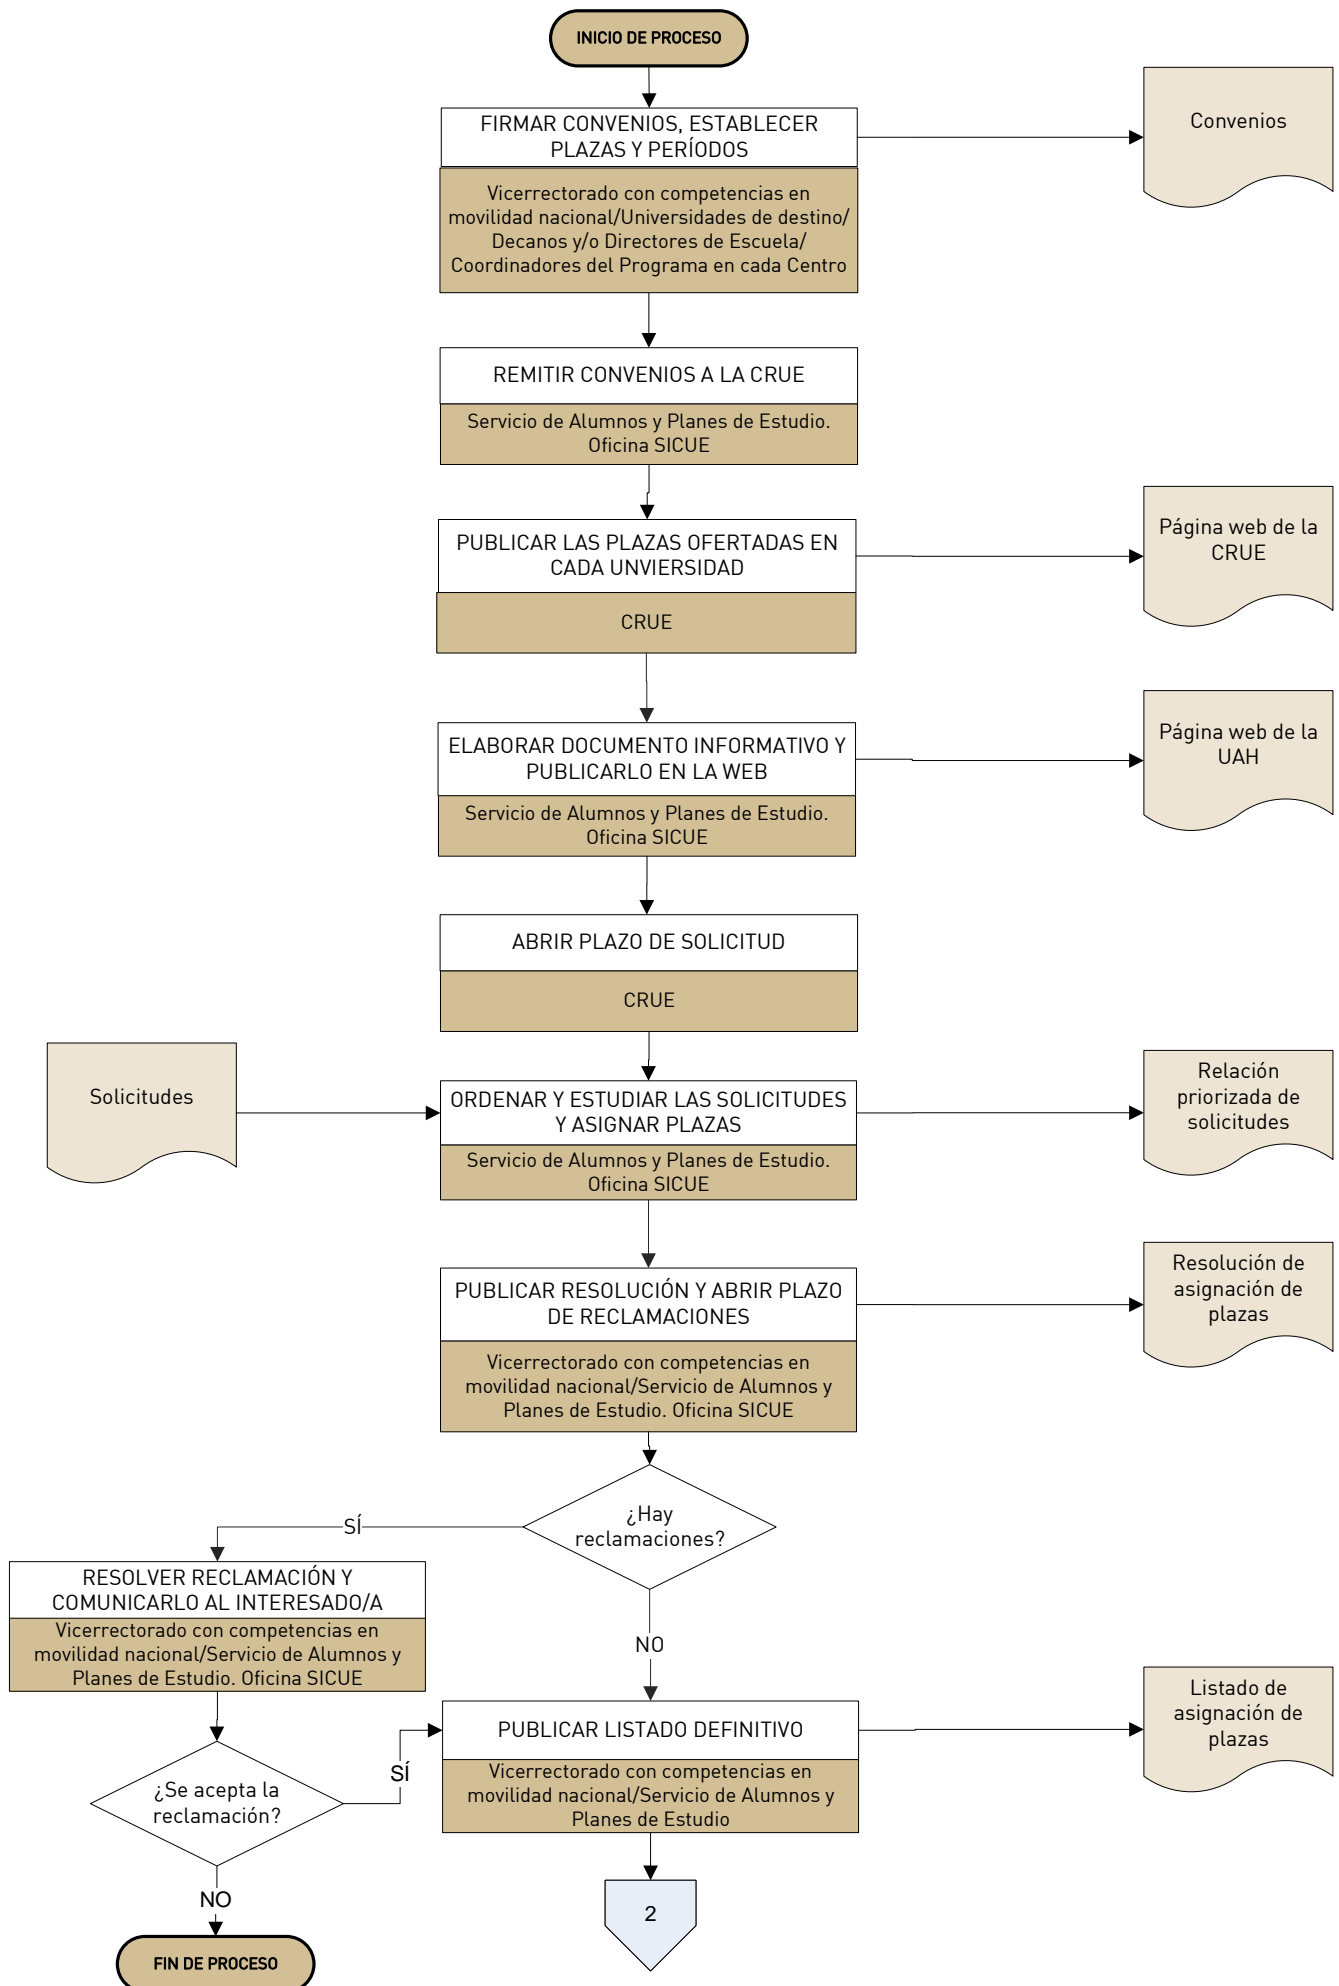 INICIO DE PROCESO
FIRMAR CONVENIOS, ESTABLECER
PLAZAS Y PERÍODOS
Convenios
Vicerrectorado con competencias en
movilidad nacional/Universidades de destino/
Decanos y/o Directores de Escuela/
Coordinadores del Programa en cada Centro
REMITIR CONVENIOS A LA CRUE
Servicio de Alumnos y Planes de Estudio.
Oficina SICUE
PUBLICAR LAS PLAZAS OFERTADAS EN
CADA UNVIERSIDAD
Página web de la
CRUE
CRUE
ELABORAR DOCUMENTO INFORMATIVO Y
PUBLICARLO EN LA WEB
Página web de la
UAH
Servicio de Alumnos y Planes de Estudio.
Oficina SICUE
ABRIR PLAZO DE SOLICITUD
CRUE
Solicitudes
ORDENAR Y ESTUDIAR LAS SOLICITUDES
Y ASIGNAR PLAZAS
Relación
priorizada de
solicitudes
Servicio de Alumnos y Planes de Estudio.
Oficina SICUE
PUBLICAR RESOLUCIÓN Y ABRIR PLAZO
DE RECLAMACIONES
Resolución de
asignación de
plazas
Vicerrectorado con competencias en
movilidad nacional/Servicio de Alumnos y
Planes de Estudio. Oficina SICUE
¿Hay
reclamaciones?
SÍ
RESOLVER RECLAMACIÓN Y
COMUNICARLO AL INTERESADO/A
Vicerrectorado con competencias en
movilidad nacional/Servicio de Alumnos y
Planes de Estudio. Oficina SICUE
NO
PUBLICAR LISTADO DEFINITIVO
Listado de
asignación de
plazas
Vicerrectorado con competencias en
movilidad nacional/Servicio de Alumnos y
Planes de Estudio
¿Se acepta la
reclamación?
SÍ
NO
2
FIN DE PROCESO